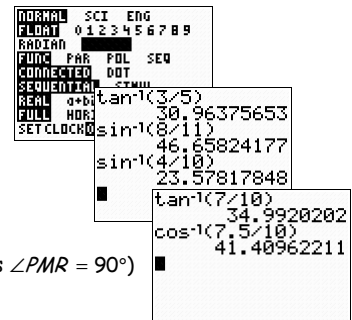 NORMAL SCI ENG
FLOAT 0123456789
RADIAN
FUNC PAR POL SEQ
CONNECTED DOT
SEQUENTIAL
REAL a+bi
FULL HORI
SET CLOCK
tan⁻¹(3/5)
30.96375653
sin⁻¹(8/11)
46.65824177
sin⁻¹(4/10)
23.57817848
tan⁻¹(7/10)
34.9920202
cos⁻¹(7.5/10)
41.40962211
s ∠PMR = 90°)